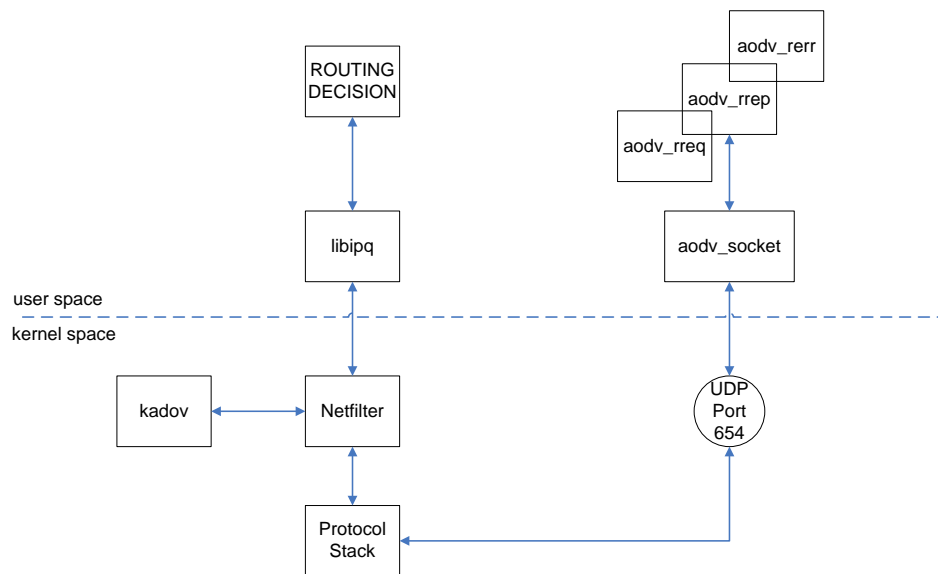 aodv_rerr
ROUTING
DECISION
aodv_rrep
aodv_rreq
libipq
aodv_socket
user space
kernel space
kadov
Netfilter
UDP
Port
654
Protocol
Stack